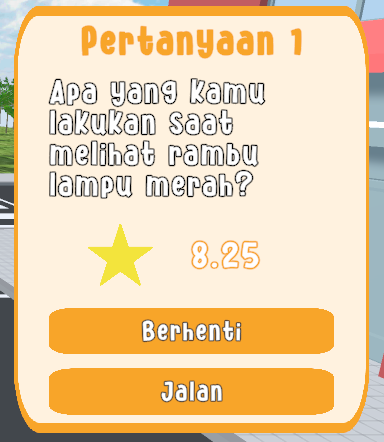 Pertanyaan 1
Apa yang kamu
lakukan saat
melihat rambu
lampu merah?
8.25
Berhenti
Jalan